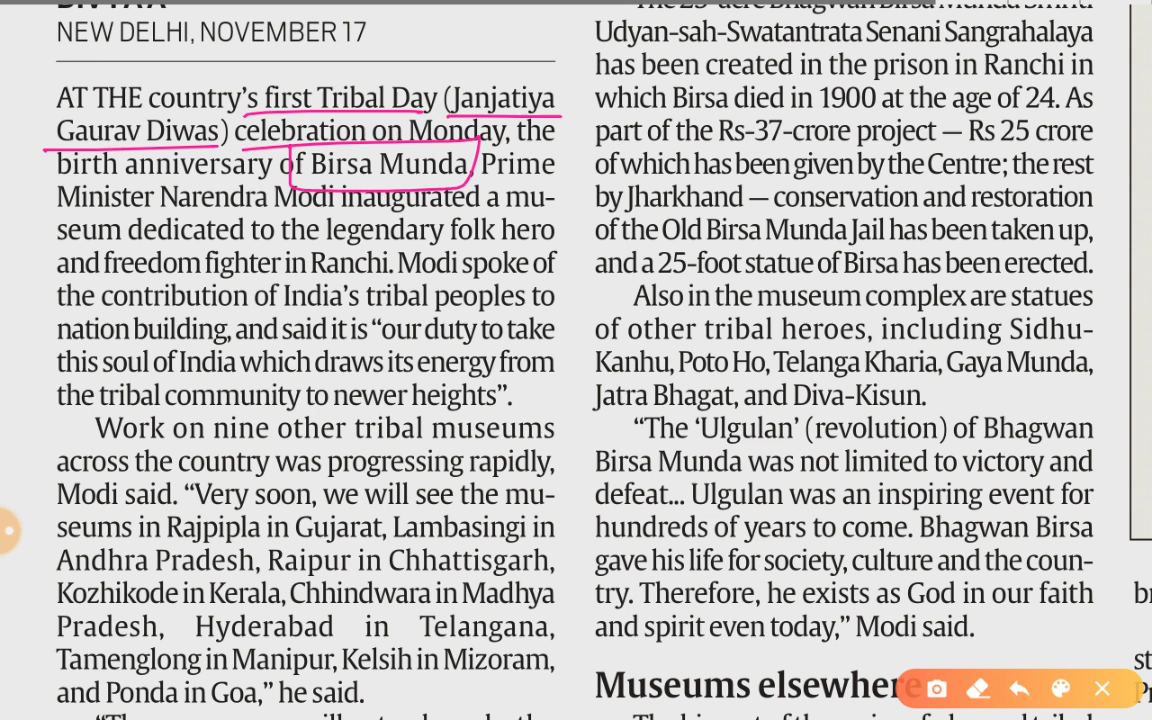 NEW DELHI, NOVEMBER 17
AT THE country's first Tribal Day (Janjatiya
Gaurav Diwas) celebration on Monday, the
birth anniversary of Birsa Munda, Prime
Minister Narendra Modi inaugurated a mu-
seum dedicated to the legendary folk hero
and freedom fighter in Ranchi. Modi spoke of
the contribution of India's tribal peoples to
nation building, and said it is “our duty to take
this soul of India which draws its energy from
the tribal community to newer heights”.
Work on nine other tribal museums
across the country was progressing rapidly,
Modi said. “Very soon, we will see the mu-
seums in Rajpipla in Gujarat, Lambasingi in
Andhra Pradesh, Raipur in Chhattisgarh,
Kozhikode in Kerala, Chhindwara in Madhya
Pradesh, Hyderabad in Telangana,
Tamenglong in Manipur, Kelsih in Mizoram,
and Ponda in Goa,” he said.
The 25-acre Bhagwan Birsa Munda Smriti
Udyan-sah-Swatantrata Senani Sangrahalaya
has been created in the prison in Ranchi in
which Birsa died in 1900 at the age of 24. As
part of the Rs-37-crore project — Rs 25 crore
of which has been given by the Centre; the rest
by Jharkhand — conservation and restoration
of the Old Birsa Munda Jail has been taken up,
and a 25-foot statue of Birsa has been erected.
Also in the museum complex are statues
of other tribal heroes, including Sidhu-
Kanhu, Poto Ho, Telanga Kharia, Gaya Munda,
Jatra Bhagat, and Diva-Kisun.
“The ‘Ulgulan’ (revolution) of Bhagwan
Birsa Munda was not limited to victory and
defeat... Ulgulan was an inspiring event for
hundreds of years to come. Bhagwan Birsa
gave his life for society, culture and the coun-
try. Therefore, he exists as God in our faith
and spirit even today,” Modi said.
Museums elsewhere